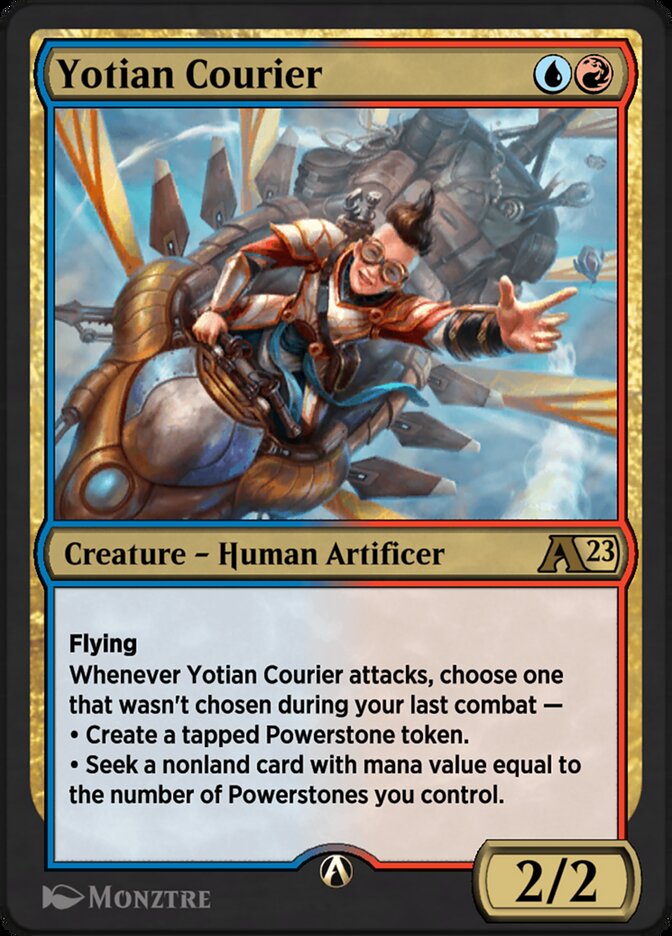 Yotian Courier
Creature – Human Artificer
A23
Flying
Whenever Yotian Courier attacks, choose one
that wasn't chosen during your last combat —
• Create a tapped Powerstone token.
• Seek a nonland card with mana value equal to
the number of Powerstones you control.
2/2
Monztre